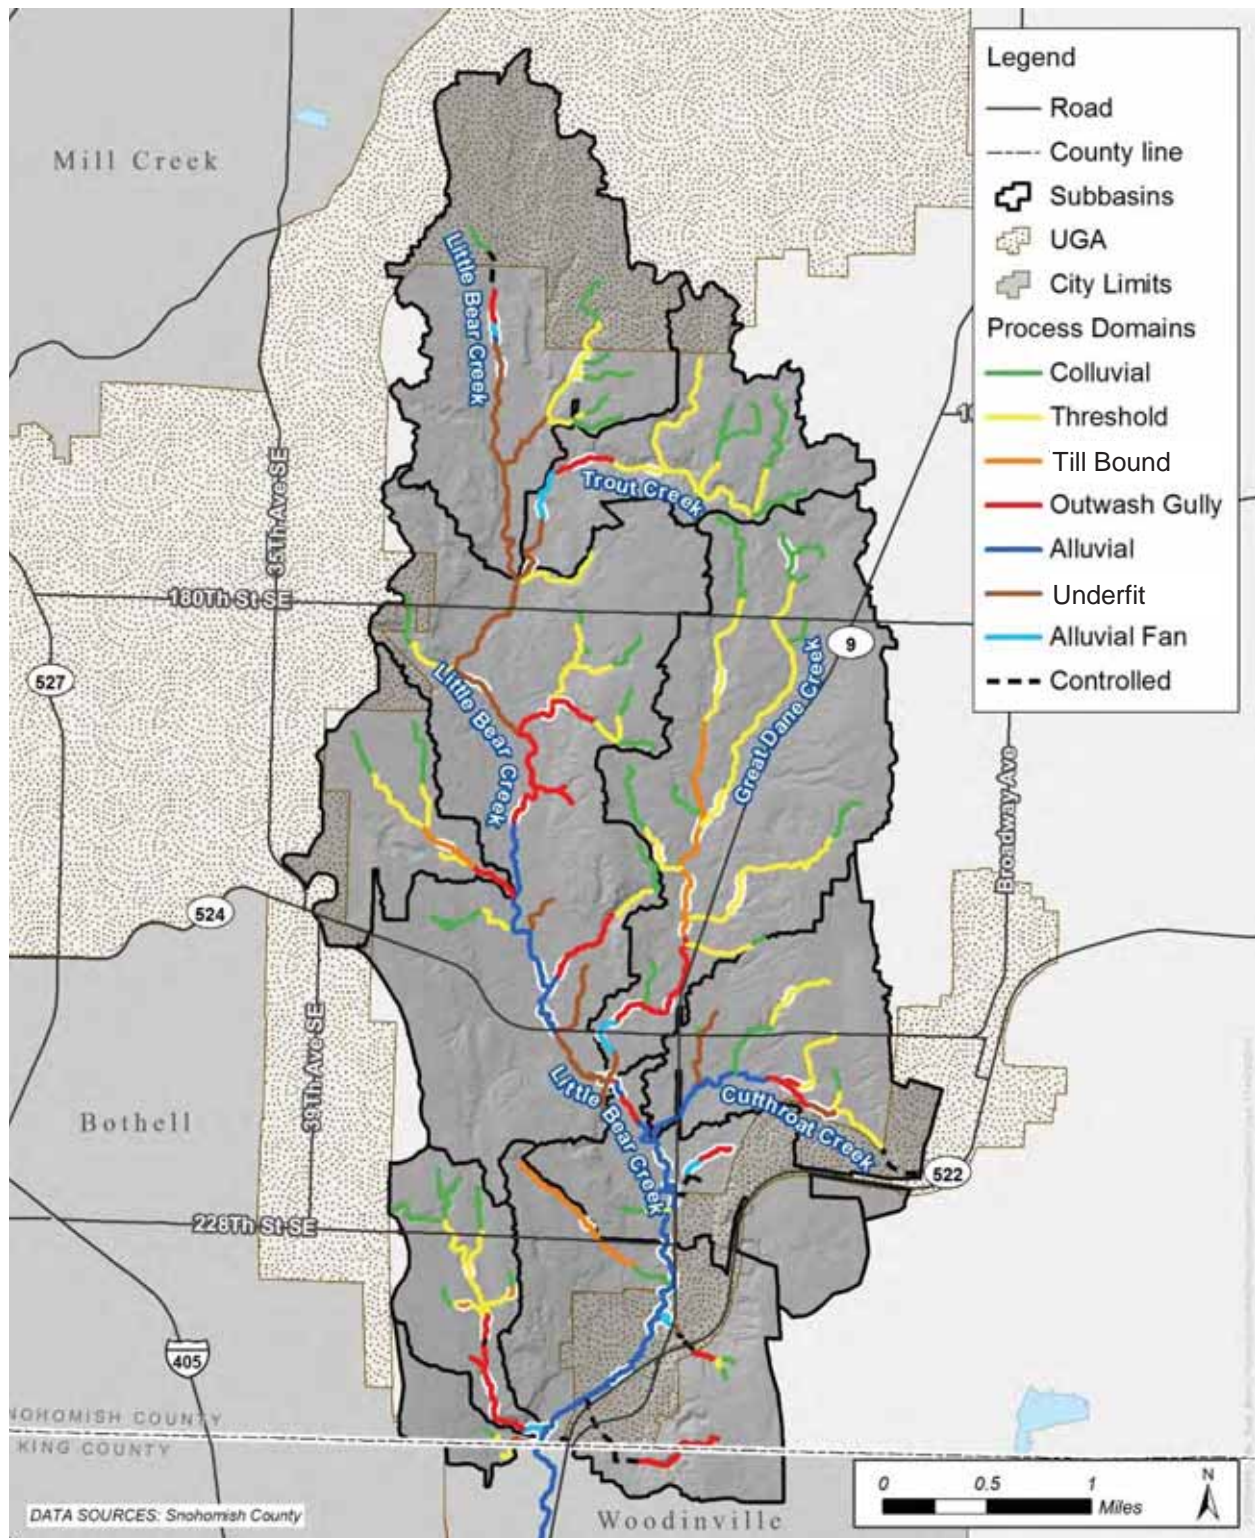 Legend
Road
County line
Subbasins
UGA
City Limits
Process Domains
Colluvial
Threshold
Till Bound
Outwash Gully
Alluvial
Underfit
Alluvial Fan
Controlled
Mill Creek
Little Bear Creek
Trout Creek
35Th Ave SE
180Th St SE
9
527
Little Bear Creek
Great Dane Creek
Broadway Ave
524
39Th Ave SE
Little Bear Creek
Cutthroat Creek
Bothell
522
228Th St SE
405
SNOHOMISH COUNTY
KING COUNTY
0 0.5 1
Miles
N
DATA SOURCES: Snohomish County
Woodinville